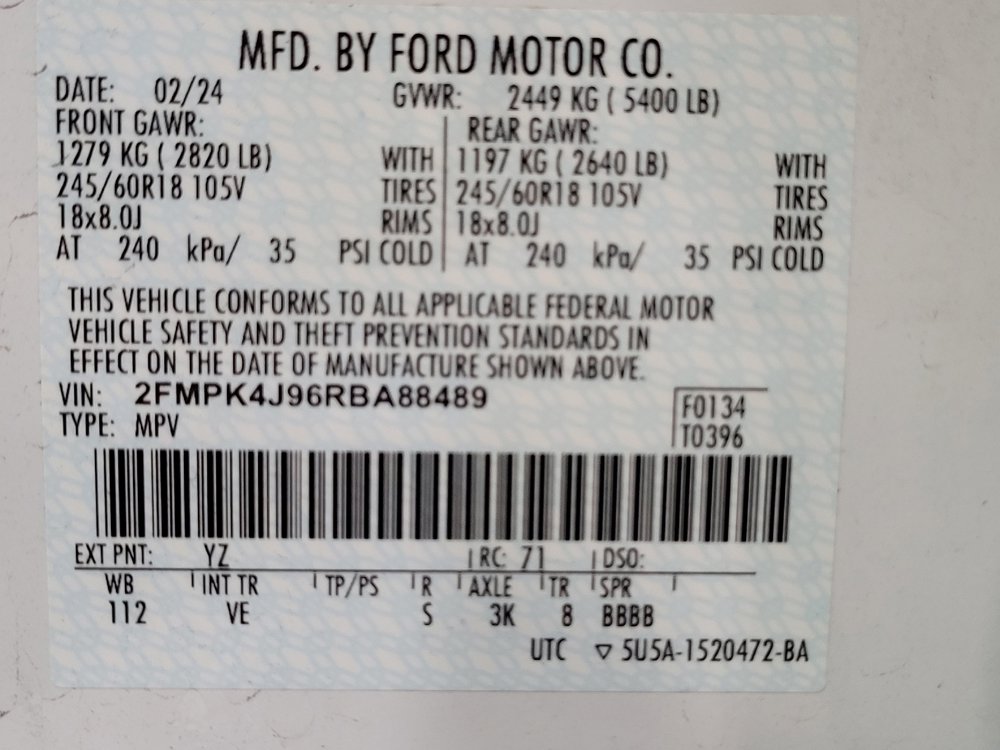 MFD. BY FORD MOTOR CO.
DATE: 02/24 GVWR: 2449 KG ( 5400 LB)
FRONT GAWR: REAR GAWR:
1279 KG ( 2820 LB) WITH 1197 KG ( 2640 LB) WITH
245/60R18 105V TIRES 245/60R18 105V TIRES
18x8.0J RIMS 18x8.0J RIMS
AT 240 kPa/ 35 PSI COLD AT 240 kPa/ 35 PSI COLD
THIS VEHICLE CONFORMS TO ALL APPLICABLE FEDERAL MOTOR
VEHICLE SAFETY AND THEFT PREVENTION STANDARDS IN
EFFECT ON THE DATE OF MANUFACTURE SHOWN ABOVE.
VIN: 2FMPK4J96RBA88489
F0134
TYPE: MPV
T0396
EXT PNT: YZ RC: 71 DSO:
WB INT TR TP/PS R AXLE TR SPR
112 VE S 3K 8 BBBB
UTC ▽ 5U5A-1520472-BA